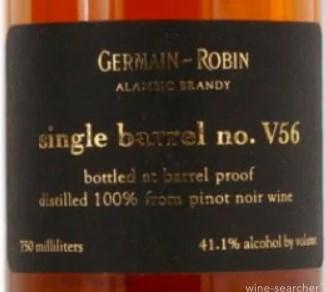 GERMAIN-ROBIN
ALAMBIC BRANDY
single barrel no. V56
bottled at barrel proof
distilled 100% from pinot noir wine
750 milliliters 41.1% alcohol by volume
wine-searcher